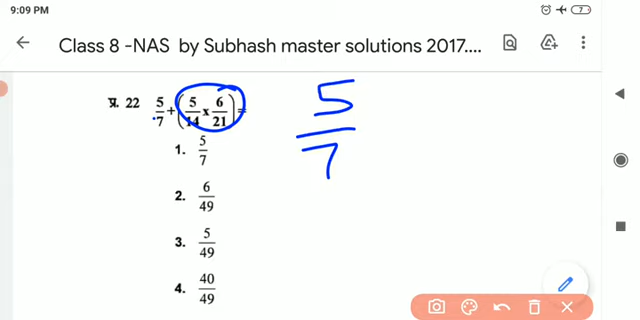 9:09 PM
7
Class 8 -NAS by Subhash master solutions 2017....
प्र. 22 5/7 + (5/14 x 6/21) =
5/7
1. 5/7
2. 6/49
3. 5/49
4. 40/49